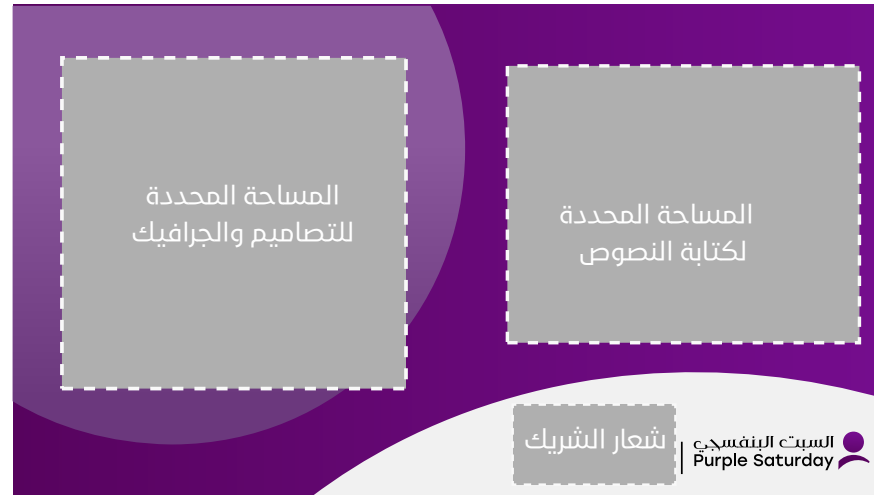 المساحة المحددة
لكتابة النصوص
المساحة المحددة
للتصاميم والجرافيك
السبت البنفسجي
Purple Saturday
شعار الشريك